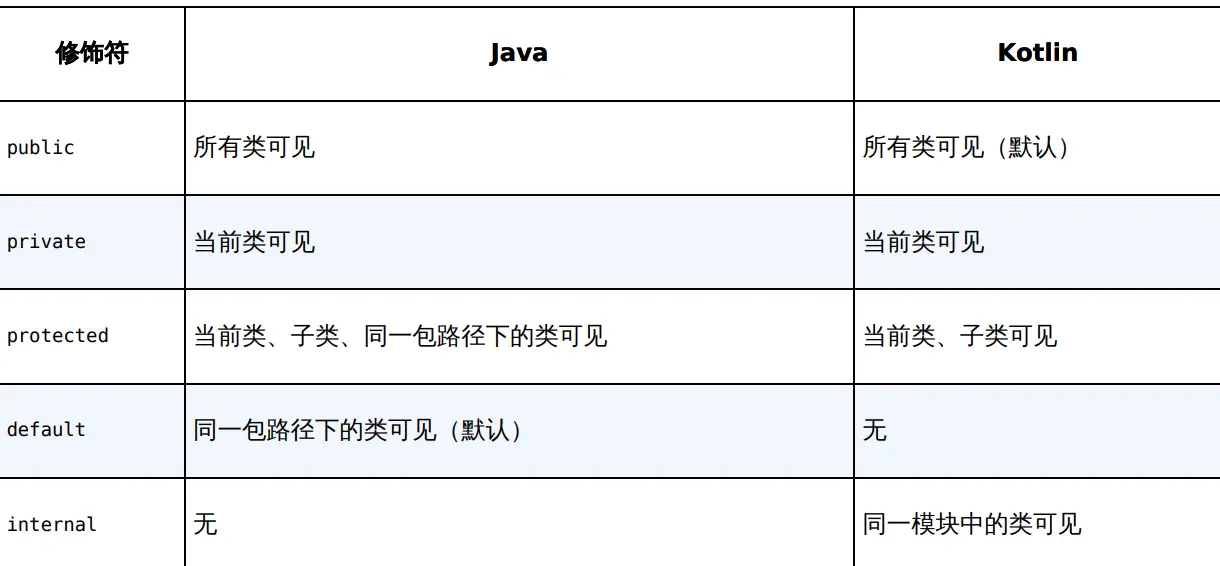 修饰符 Java Kotlin
public 所有类可见 所有类可见（默认）
private 当前类可见 当前类可见
protected 当前类、子类、同一包路径下的类可见 当前类、子类可见
default 同一包路径下的类可见（默认） 无
internal 无 同一模块中的类可见